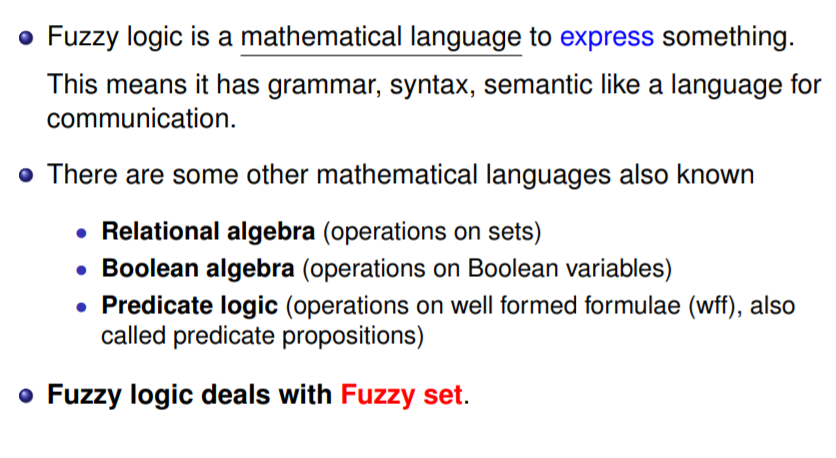 Fuzzy logic is a mathematical language to express something.
This means it has grammar, syntax, semantic like a language for
communication.
There are some other mathematical languages also known
Relational algebra (operations on sets)
Boolean algebra (operations on Boolean variables)
Predicate logic (operations on well formed formulae (wff), also
called predicate propositions)
Fuzzy logic deals with Fuzzy set.